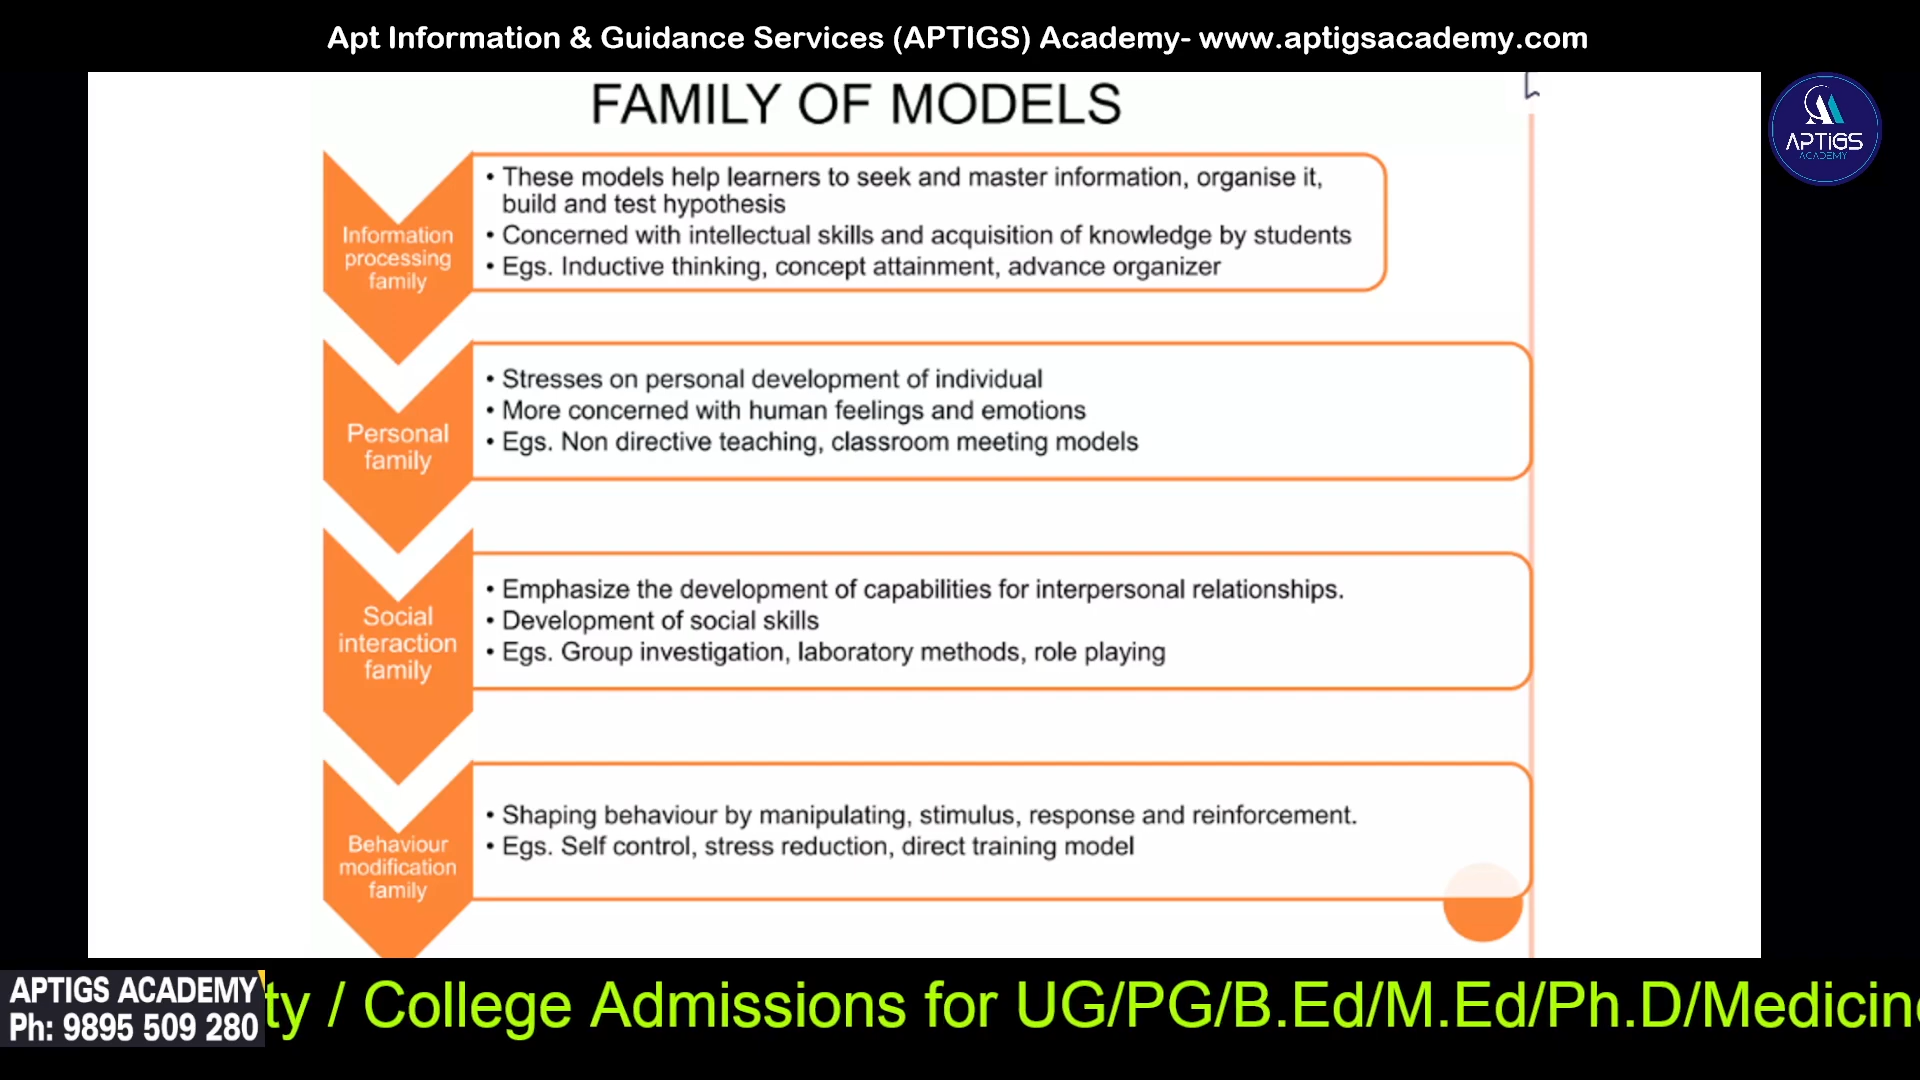 Apt Information & Guidance Services (APTIGS) Academy- www.aptigsacademy.com
APTiGS
ACADEMY
FAMILY OF MODELS
Information
processing
family
• These models help learners to seek and master information, organise it,
build and test hypothesis
• Concerned with intellectual skills and acquisition of knowledge by students
• Egs. Inductive thinking, concept attainment, advance organizer
Personal
family
• Stresses on personal development of individual
• More concerned with human feelings and emotions
• Egs. Non directive teaching, classroom meeting models
Social
interaction
family
• Emphasize the development of capabilities for interpersonal relationships.
• Development of social skills
• Egs. Group investigation, laboratory methods, role playing
Behaviour
modification
family
• Shaping behaviour by manipulating, stimulus, response and reinforcement.
• Egs. Self control, stress reduction, direct training model
APTIGS ACADEMY
Ph: 9895 509 280
ty / College Admissions for UG/PG/B.Ed/M.Ed/Ph.D/Medicin